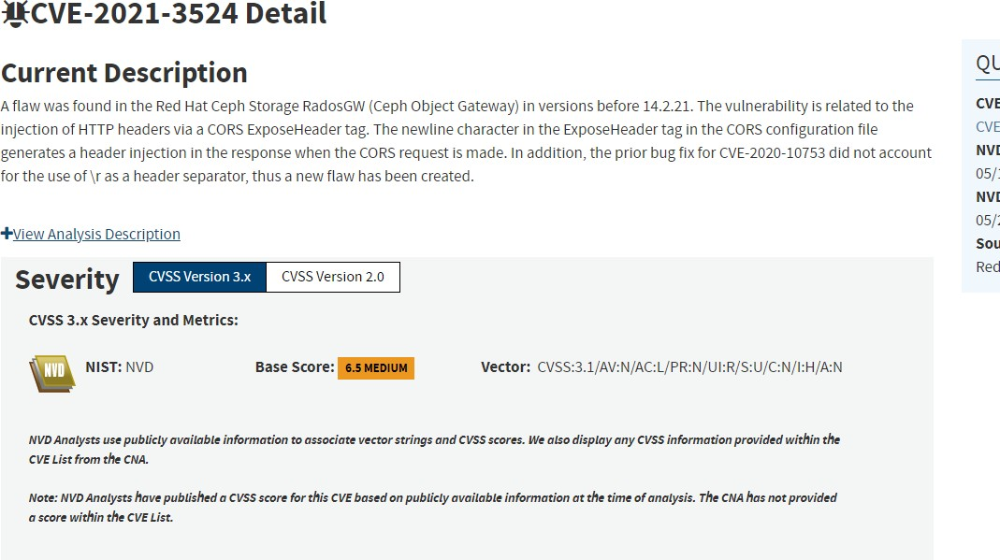 CVE-2021-3524 Detail
Current Description
A flaw was found in the Red Hat Ceph Storage RadosGW (Ceph Object Gateway) in versions before 14.2.21. The vulnerability is related to the
injection of HTTP headers via a CORS ExposeHeader tag. The newline character in the ExposeHeader tag in the CORS configuration file
generates a header injection in the response when the CORS request is made. In addition, the prior bug fix for CVE-2020-10753 did not account
for the use of \r as a header separator, thus a new flaw has been created.
View Analysis Description
Severity CVSS Version 3.x CVSS Version 2.0
CVSS 3.x Severity and Metrics:
NVD NIST: NVD Base Score: 6.5 MEDIUM Vector: CVSS:3.1/AV:N/AC:L/PR:N/UI:R/S:U/C:N/I:H/A:N
NVD Analysts use publicly available information to associate vector strings and CVSS scores. We also display any CVSS information provided within the
CVE List from the CNA.
Note: NVD Analysts have published a CVSS score for this CVE based on publicly available information at the time of analysis. The CNA has not provided
a score within the CVE List.
QU
CVE
CVE
NVD
05/1
NVD
05/2
Sou
Red